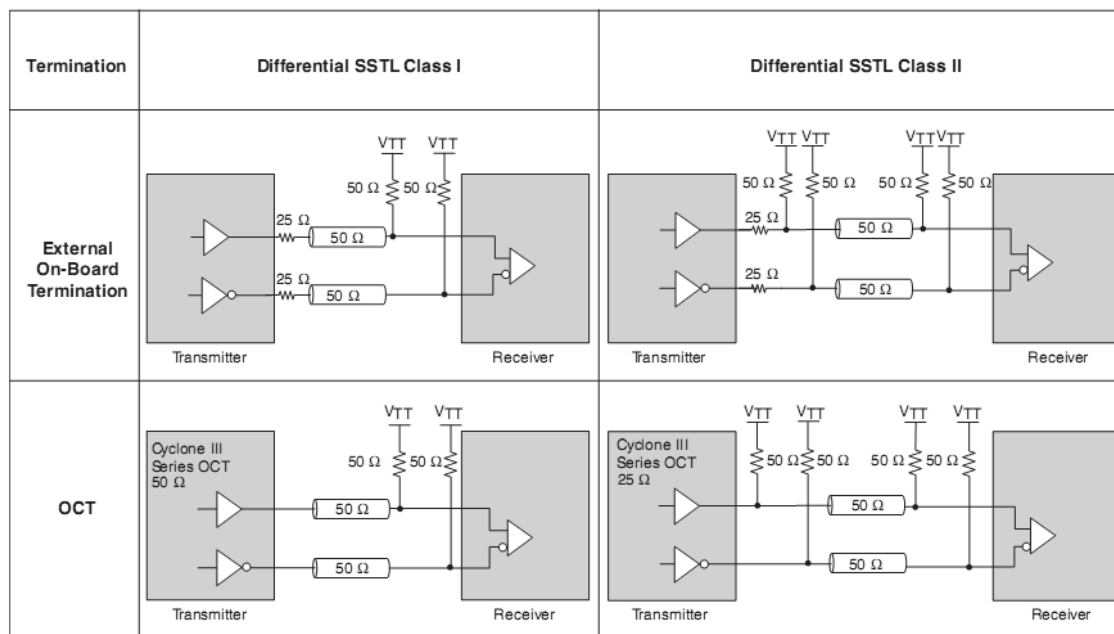 Termination
Differential SSTL Class I
Differential SSTL Class II
External
On-Board
Termination
VTT
VTT
50 Ω
50 Ω
25 Ω
50 Ω
25 Ω
50 Ω
Transmitter
Receiver
VTT
VTT
VTT
VTT
50 Ω
50 Ω
50 Ω
50 Ω
25 Ω
50 Ω
25 Ω
50 Ω
Transmitter
Receiver
OCT
Cyclone III
Series OCT
50 Ω
VTT
VTT
50 Ω
50 Ω
50 Ω
50 Ω
Transmitter
Receiver
Cyclone III
Series OCT
25 Ω
VTT
VTT
VTT
VTT
50 Ω
50 Ω
50 Ω
50 Ω
50 Ω
50 Ω
Transmitter
Receiver